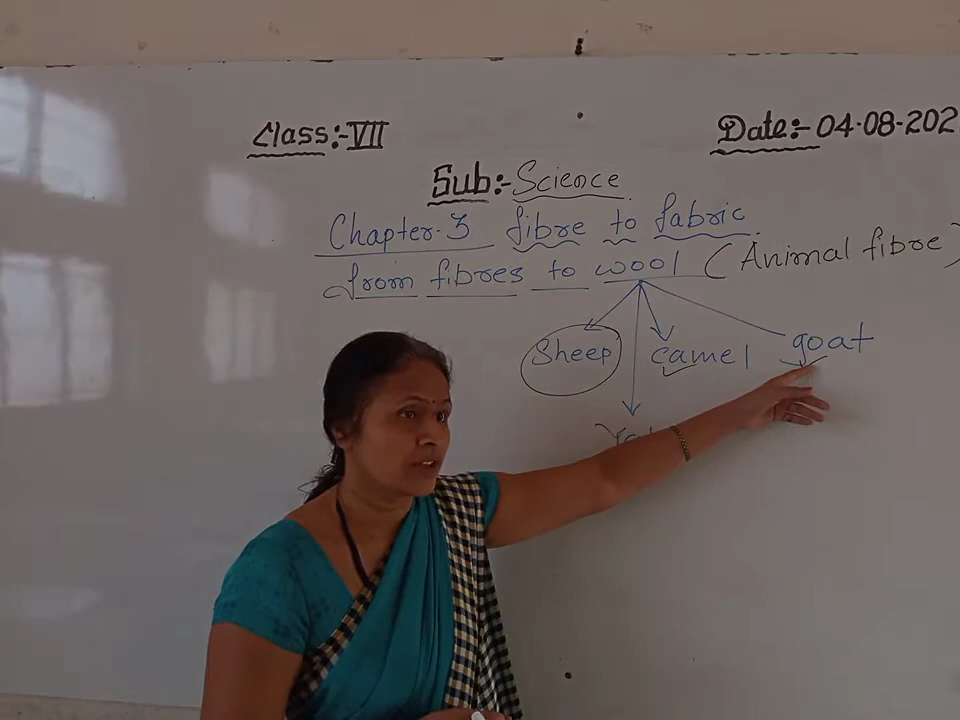 Class:-VII
Date:- 04-08-202
Sub:- Science
Chapter-3 fibre to fabric
from fibres to wool (Animal fibre)
Sheep camel goat